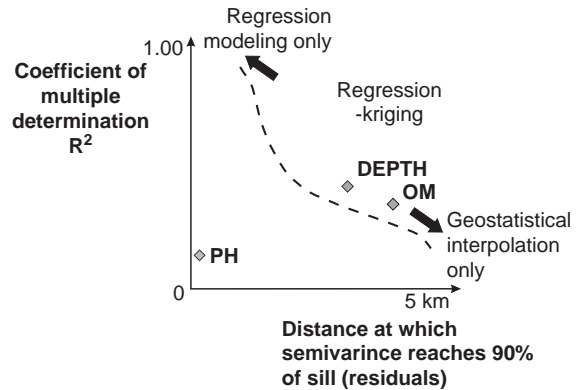 Regression
modeling only
1.00
Coefficient of
multiple
determination
R²
Regression
-kriging
DEPTH
OM
Geostatistical
interpolation
only
PH
0
5 km
Distance at which
semivarince reaches 90%
of sill (residuals)